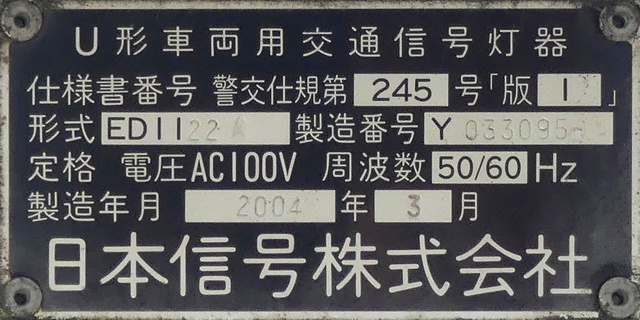 U形車両用交通信号灯器
仕様書番号 警交仕規第 245 号「版 1 」
形式 ED1122A 製造番号 Y 033095
定格 電圧AC100V 周波数 50/60 Hz
製造年月 2004 年 3 月
日本信号株式会社